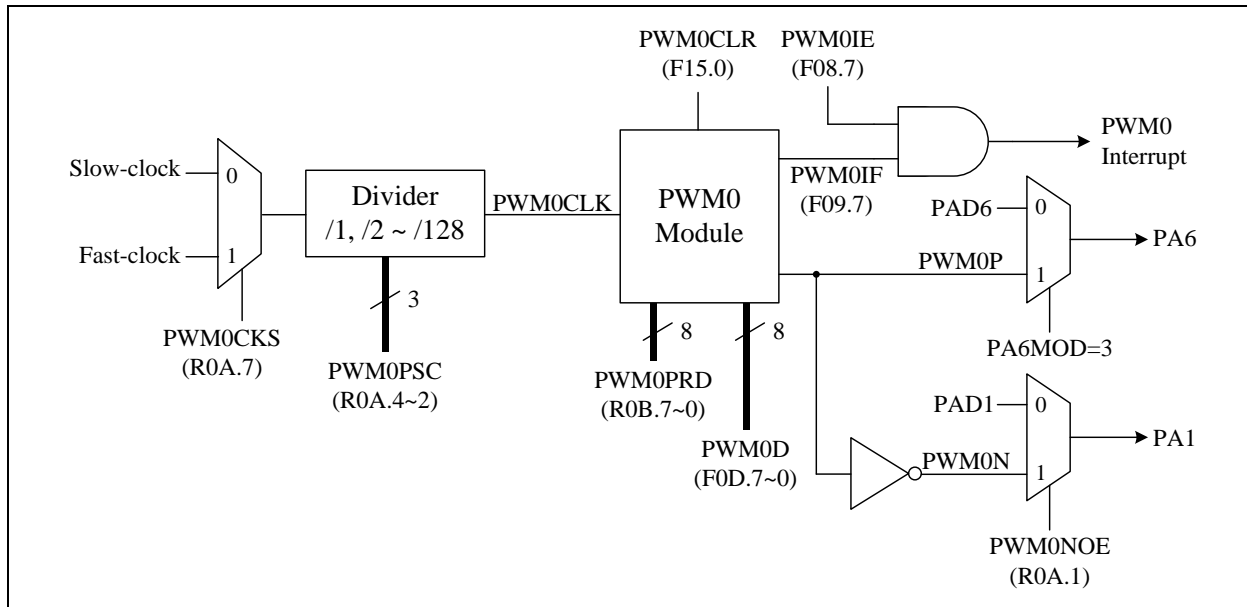 PWM0CLR
(F15.0)
PWM0IE
(F08.7)
PWM0
Interrupt
Slow-clock
0
Fast-clock
1
PWM0CKS
(R0A.7)
Divider
/1, /2 ~ /128
3
PWM0PSC
(R0A.4~2)
PWM0CLK
PWM0
Module
PWM0IF
(F09.7)
8
8
PWM0PRD
(R0B.7~0)
PWM0D
(F0D.7~0)
PAD6
0
PWM0P
1
PA6
PA6MOD=3
PAD1
0
PWM0N
1
PA1
PWM0NOE
(R0A.1)